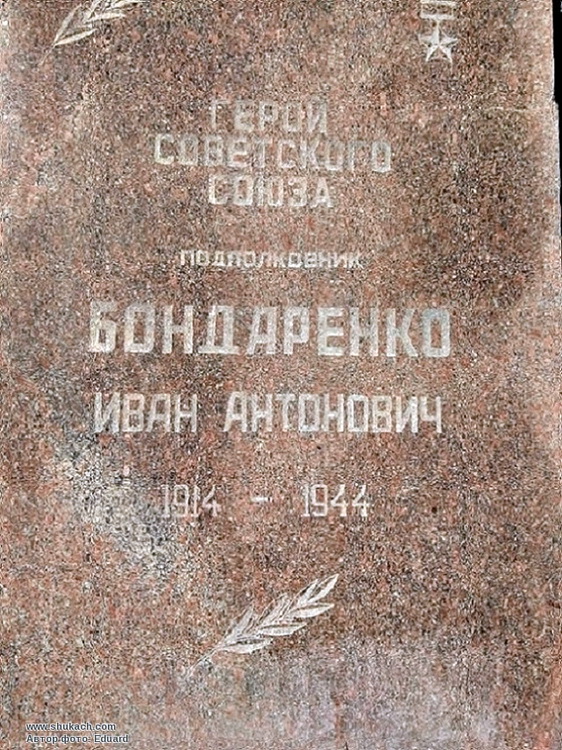 ГЕРОЙ
СОВЕТСКОГО
СОЮЗА
ПОДПОЛКОВНИК
БОНДАРЕНКО
ИВАН АНТОНОВИЧ
1914 - 1944
www.shukach.com
Автор фото Eduard